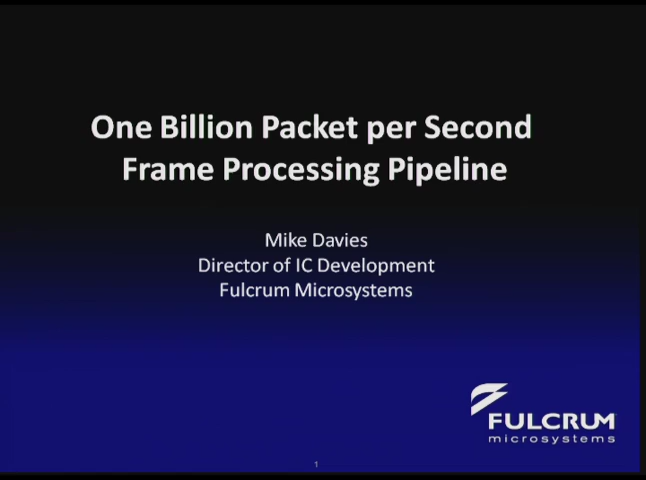 One Billion Packet per Second
Frame Processing Pipeline
Mike Davies
Director of IC Development
Fulcrum Microsystems
FULCRUM
microsystems
1